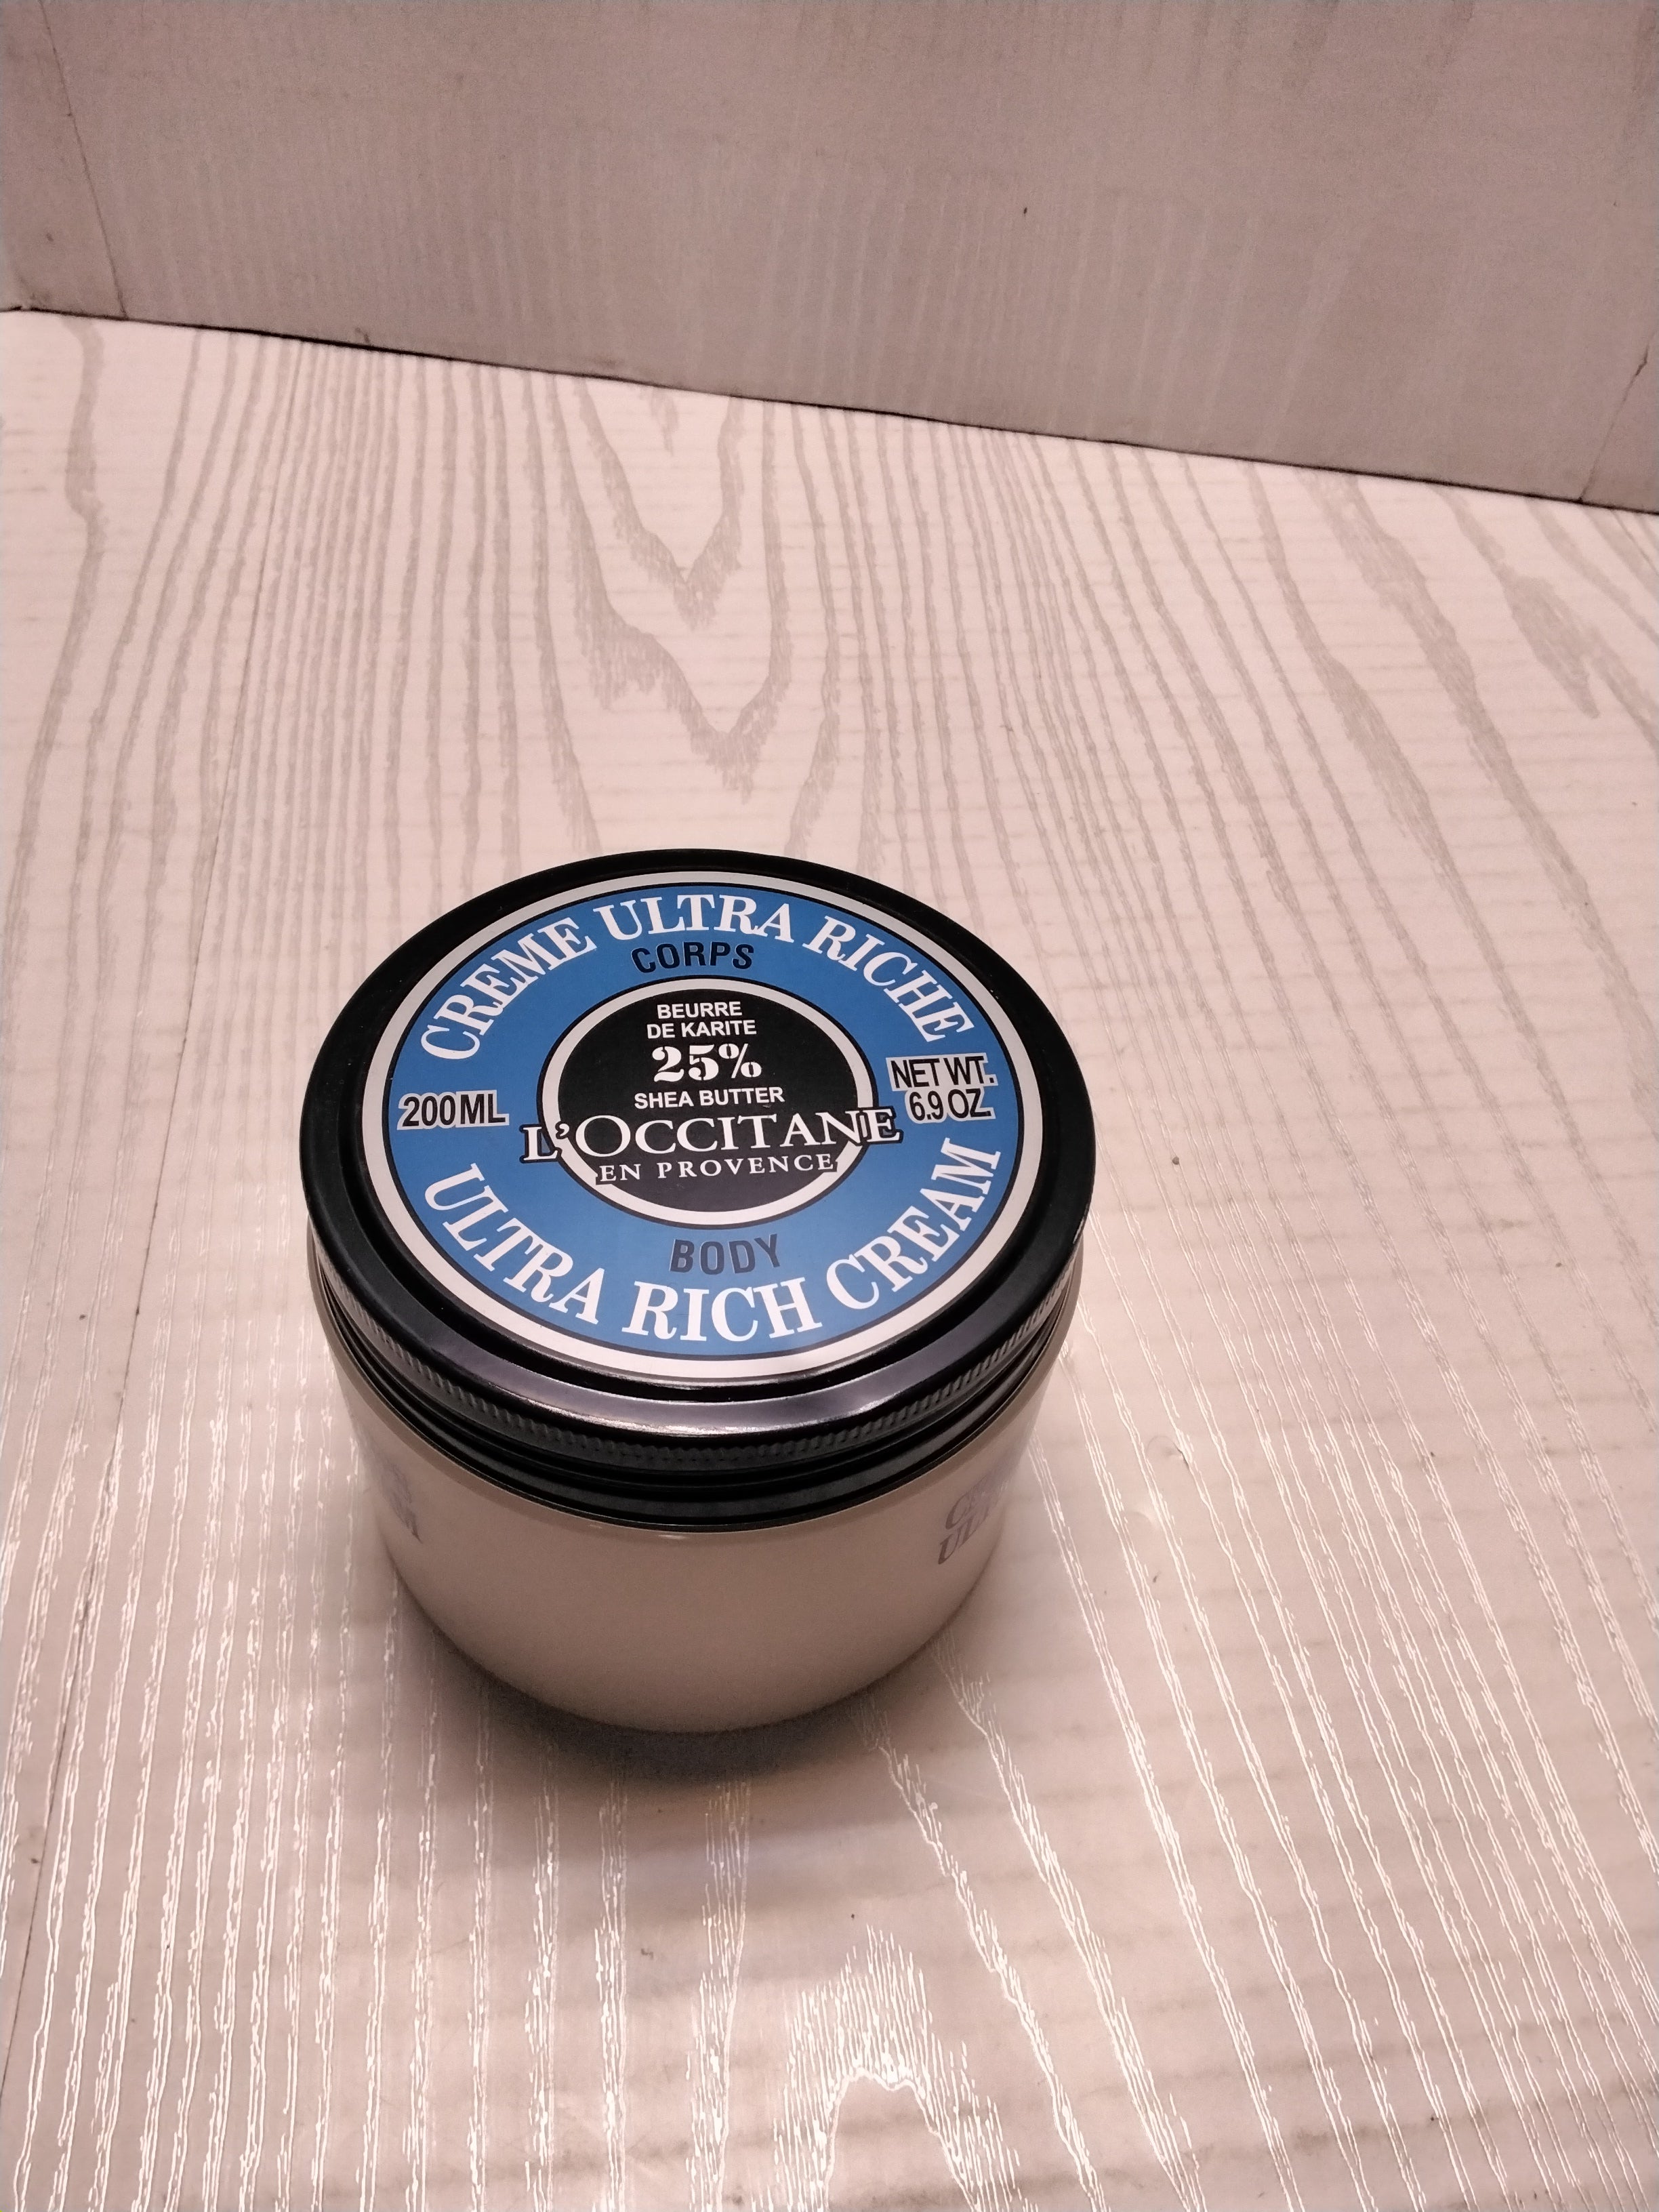 CREME ULTRA RICHE
CORPS
BEURRE
DE KARITE
25%
SHEA BUTTER
200ML
NET WT.
6.9 OZ
L'OCCITANE
EN PROVENCE
BODY
ULTRA RICH CREAM